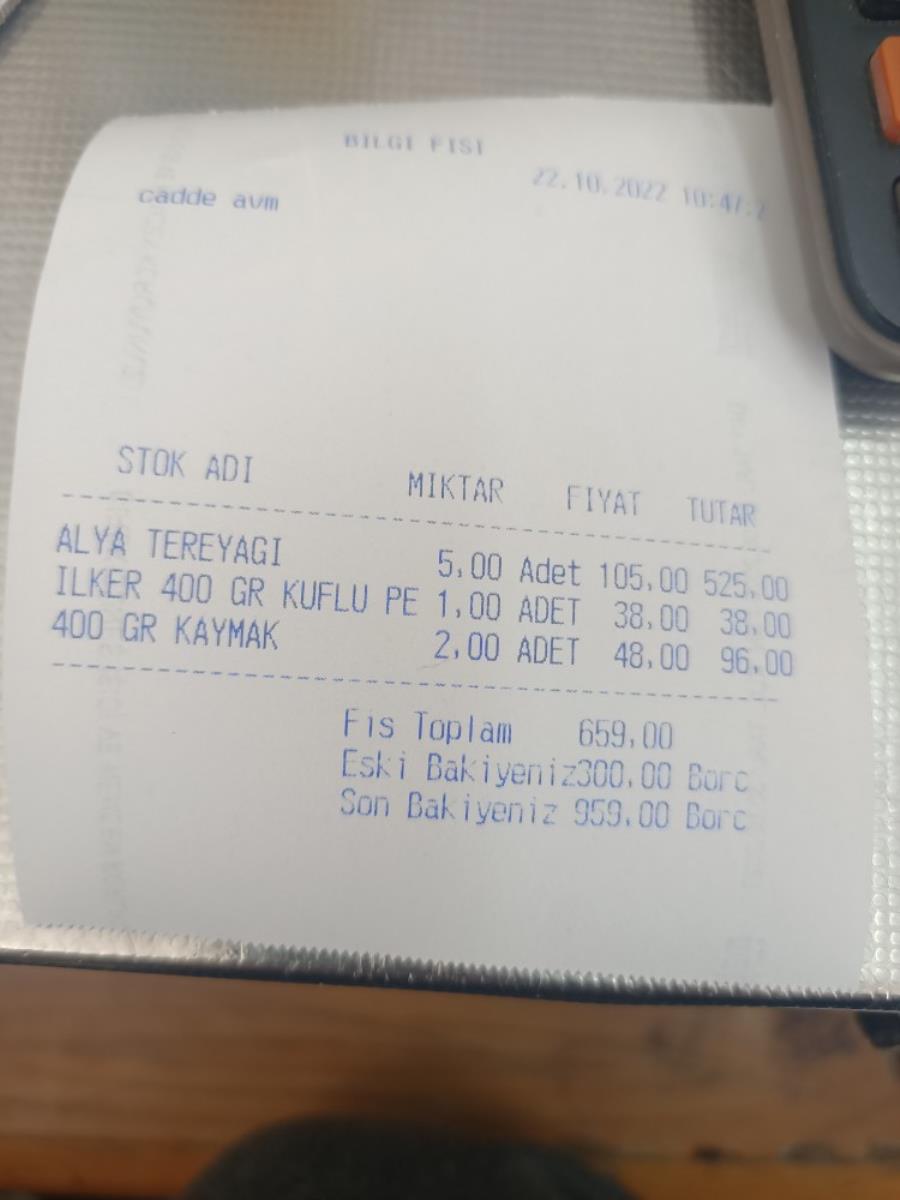 BILGI FISI
22.10.2022 10:47:2
cadde avm
STOK ADI MIKTAR FIYAT TUTAR
ALYA TEREYAGI 5,00 Adet 105,00 525,00
ILKER 400 GR KUFLU PE 1,00 ADET 38,00 38,00
400 GR KAYMAK 2,00 ADET 48,00 96,00
Fis Toplam 659,00
Eski Bakiyeniz300,00 Borc
Son Bakiyeniz 959,00 Borc